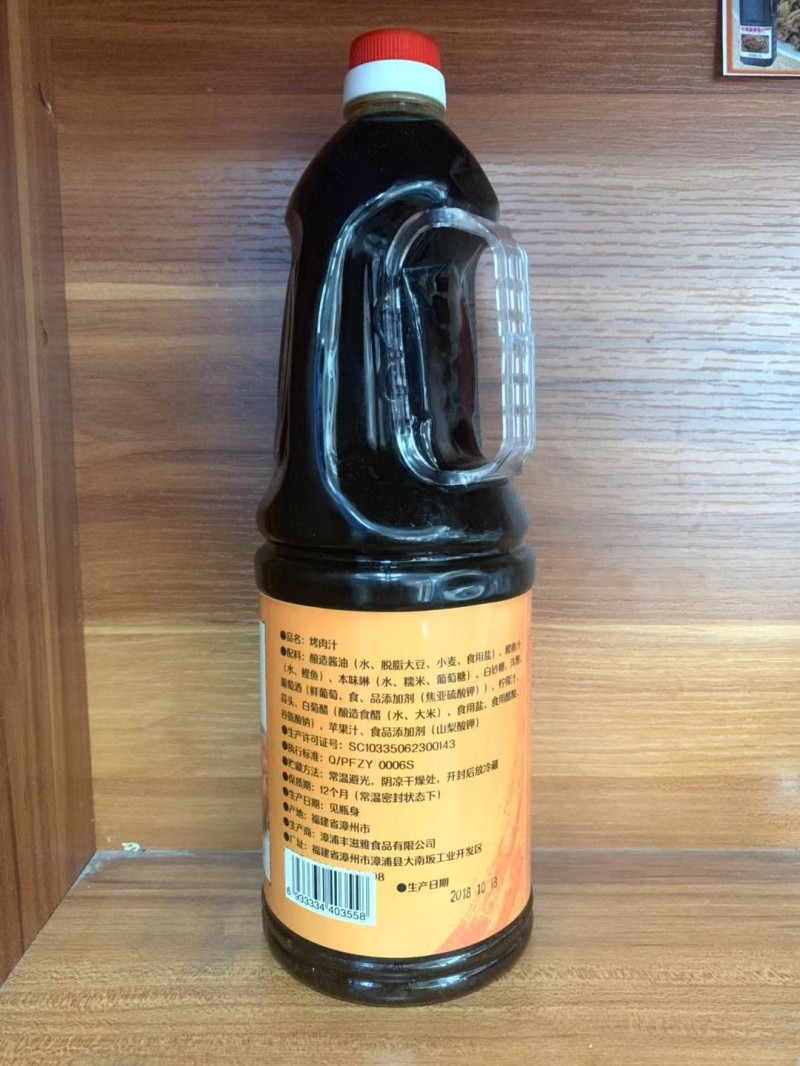 ●品名：烤肉汁
●配料：酿造酱油（水、脱脂大豆、小麦、食用盐）、鲣鱼汁
（水、鲣鱼）、本味啉（水、糯米、葡萄糖）、白砂糖、洋葱、
葡萄酒（鲜葡萄、食、品添加剂（焦亚硫酸钾））、柠檬汁、
蒜头、白菊醋（酿造食醋（水、大米）、食用盐、食用醋酸、
谷氨酸钠）、苹果汁、食品添加剂（山梨酸钾）
●生产许可证号：SC10335062300143
●执行标准：Q/PFZY 0006S
●贮藏方法：常温避光、阴凉干燥处，开封后放冷藏
●保质期：12个月（常温密封状态下）
●生产日期：见瓶身
●产地：福建省漳州市
●生产商：漳浦丰滋雅食品有限公司
●厂址：福建省漳州市漳浦县大南坂工业开发区
98
●生产日期
2018 10 18
6 933334 403558